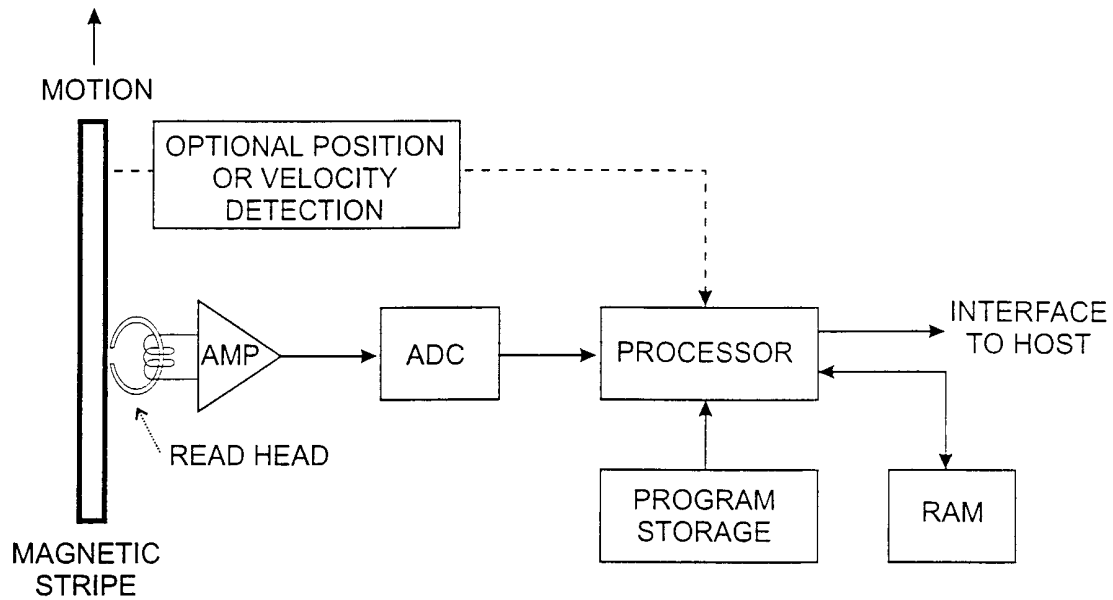 MOTION
OPTIONAL POSITION
OR VELOCITY
DETECTION
AMP
ADC
PROCESSOR
INTERFACE
TO HOST
READ HEAD
PROGRAM
STORAGE
RAM
MAGNETIC
STRIPE